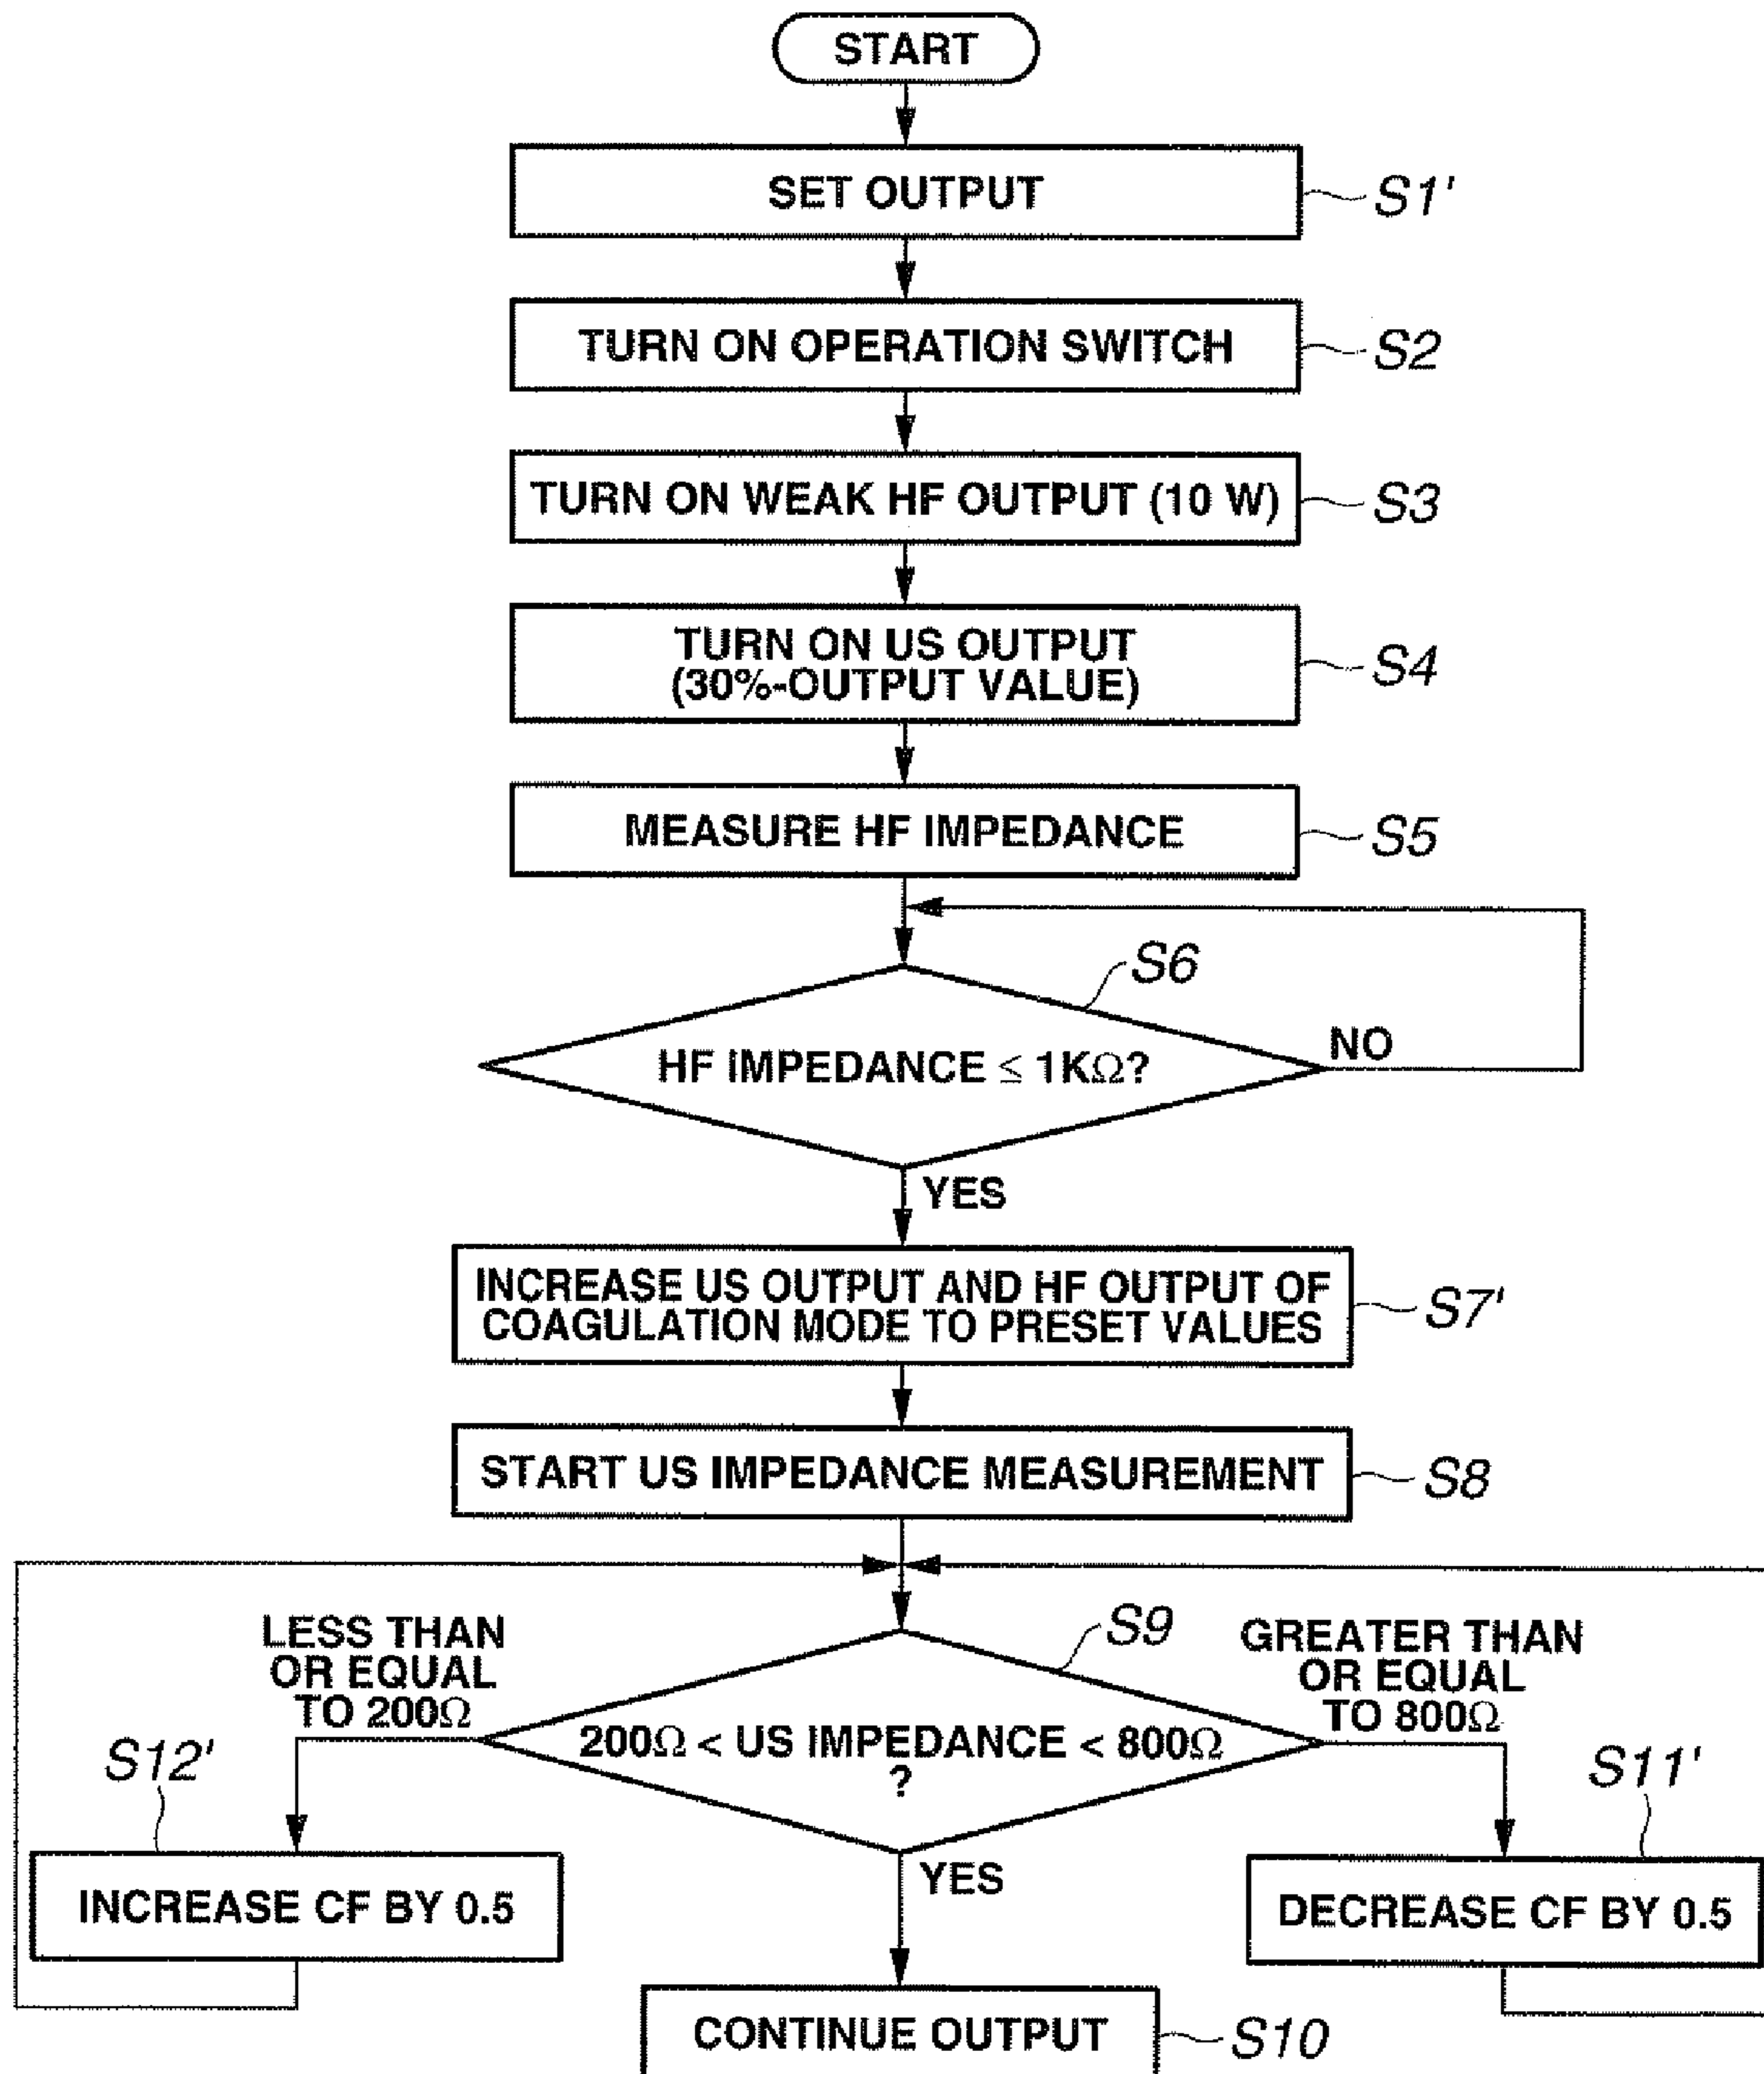 START
SET OUTPUT
S1'
TURN ON OPERATION SWITCH
S2
TURN ON WEAK HF OUTPUT (10 W)
S3
TURN ON US OUTPUT
(30%-OUTPUT VALUE)
S4
MEASURE HF IMPEDANCE
S5
S6
HF IMPEDANCE ≦ 1KΩ?
NO
YES
INCREASE US OUTPUT AND HF OUTPUT OF
COAGULATION MODE TO PRESET VALUES
S7'
START US IMPEDANCE MEASUREMENT
S8
LESS THAN
OR EQUAL
TO 200Ω
S9
GREATER THAN
OR EQUAL
TO 800Ω
200Ω < US IMPEDANCE < 800Ω
?
S12'
S11'
YES
INCREASE CF BY 0.5
DECREASE CF BY 0.5
CONTINUE OUTPUT
S10